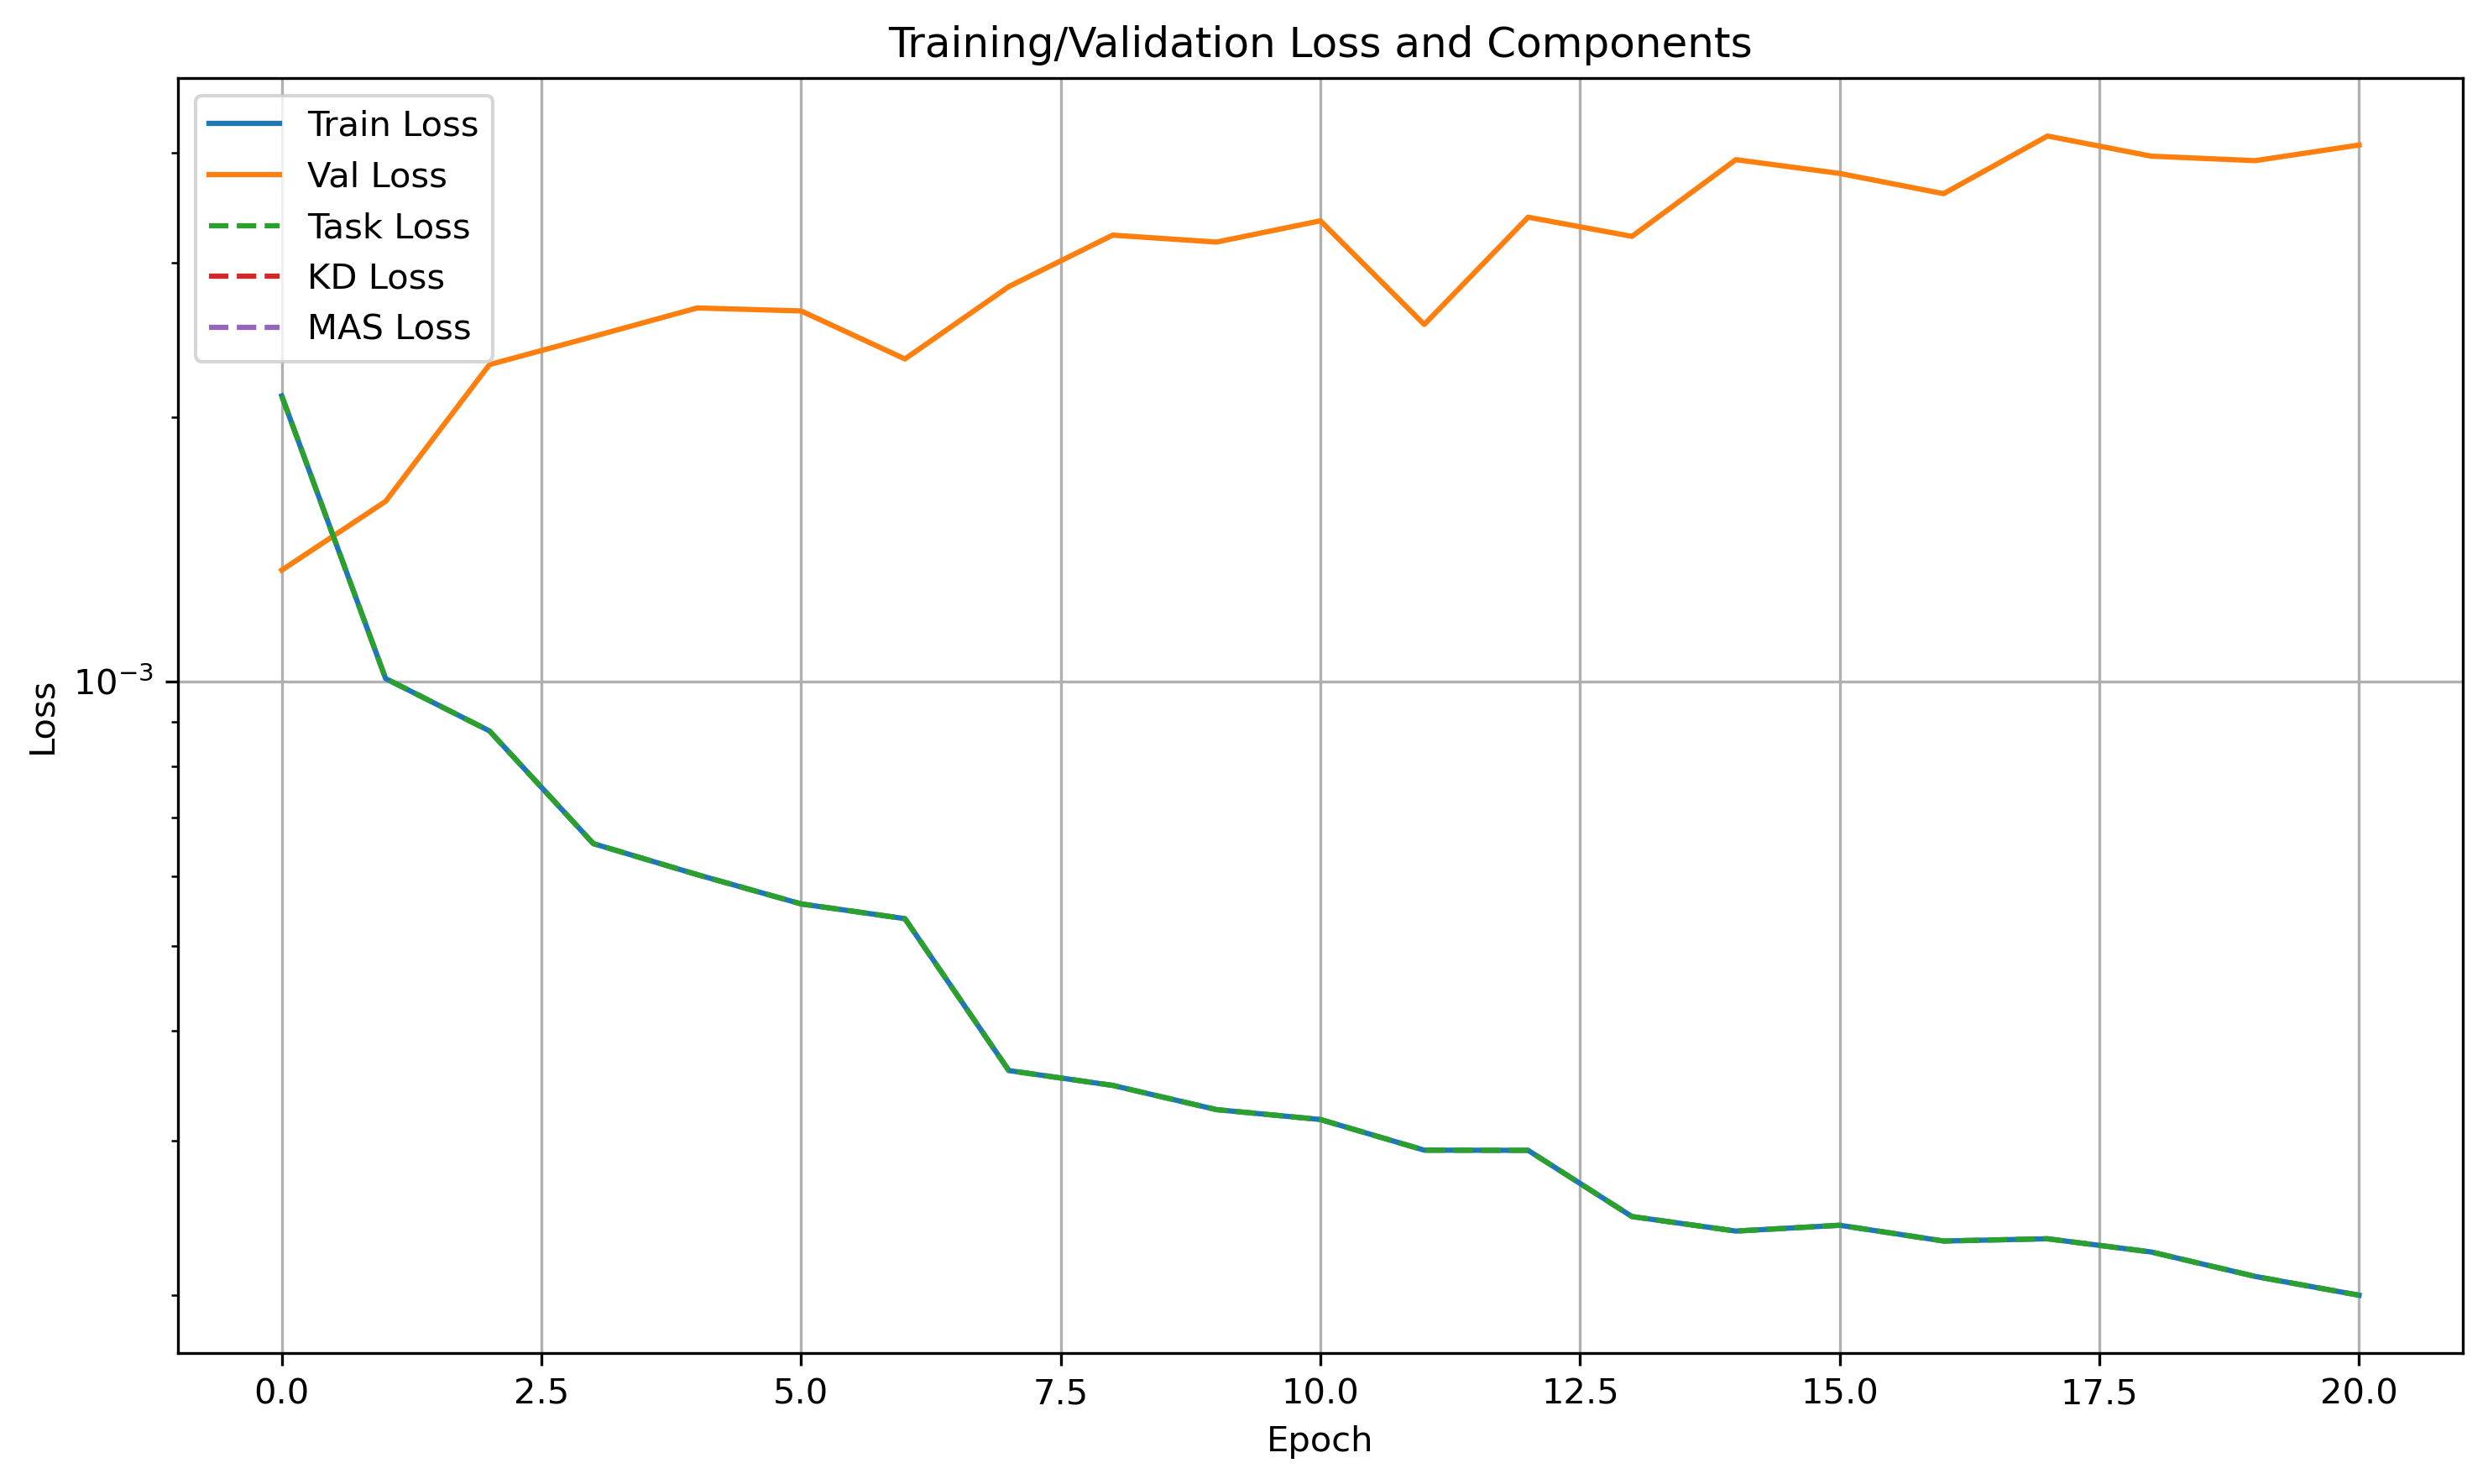 Training/Validation Loss and Components
Train Loss
Val Loss
Task Loss
KD Loss
MAS Loss
Loss
10⁻³
0.0 2.5 5.0 7.5 10.0 12.5 15.0 17.5 20.0
Epoch